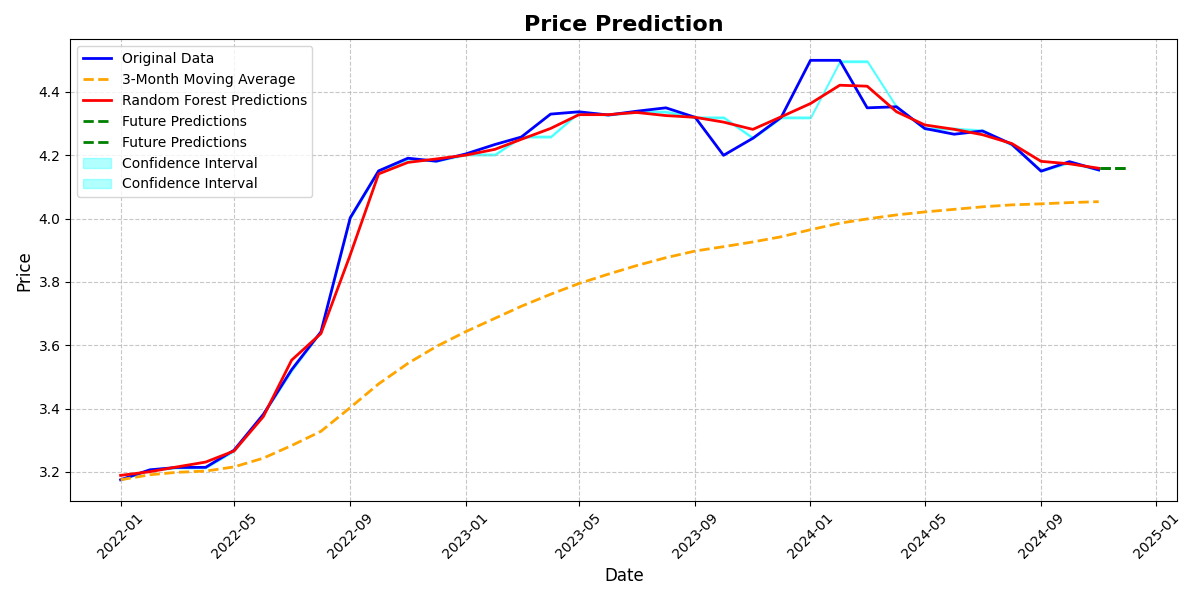 Price Prediction
Original Data
3-Month Moving Average
Random Forest Predictions
Future Predictions
Future Predictions
Confidence Interval
Confidence Interval
Price
4.4
4.2
4.0
3.8
3.6
3.4
3.2
2022-01
2022-05
2022-09
2023-01
2023-05
2023-09
2024-01
2024-05
2024-09
2025-01
Date